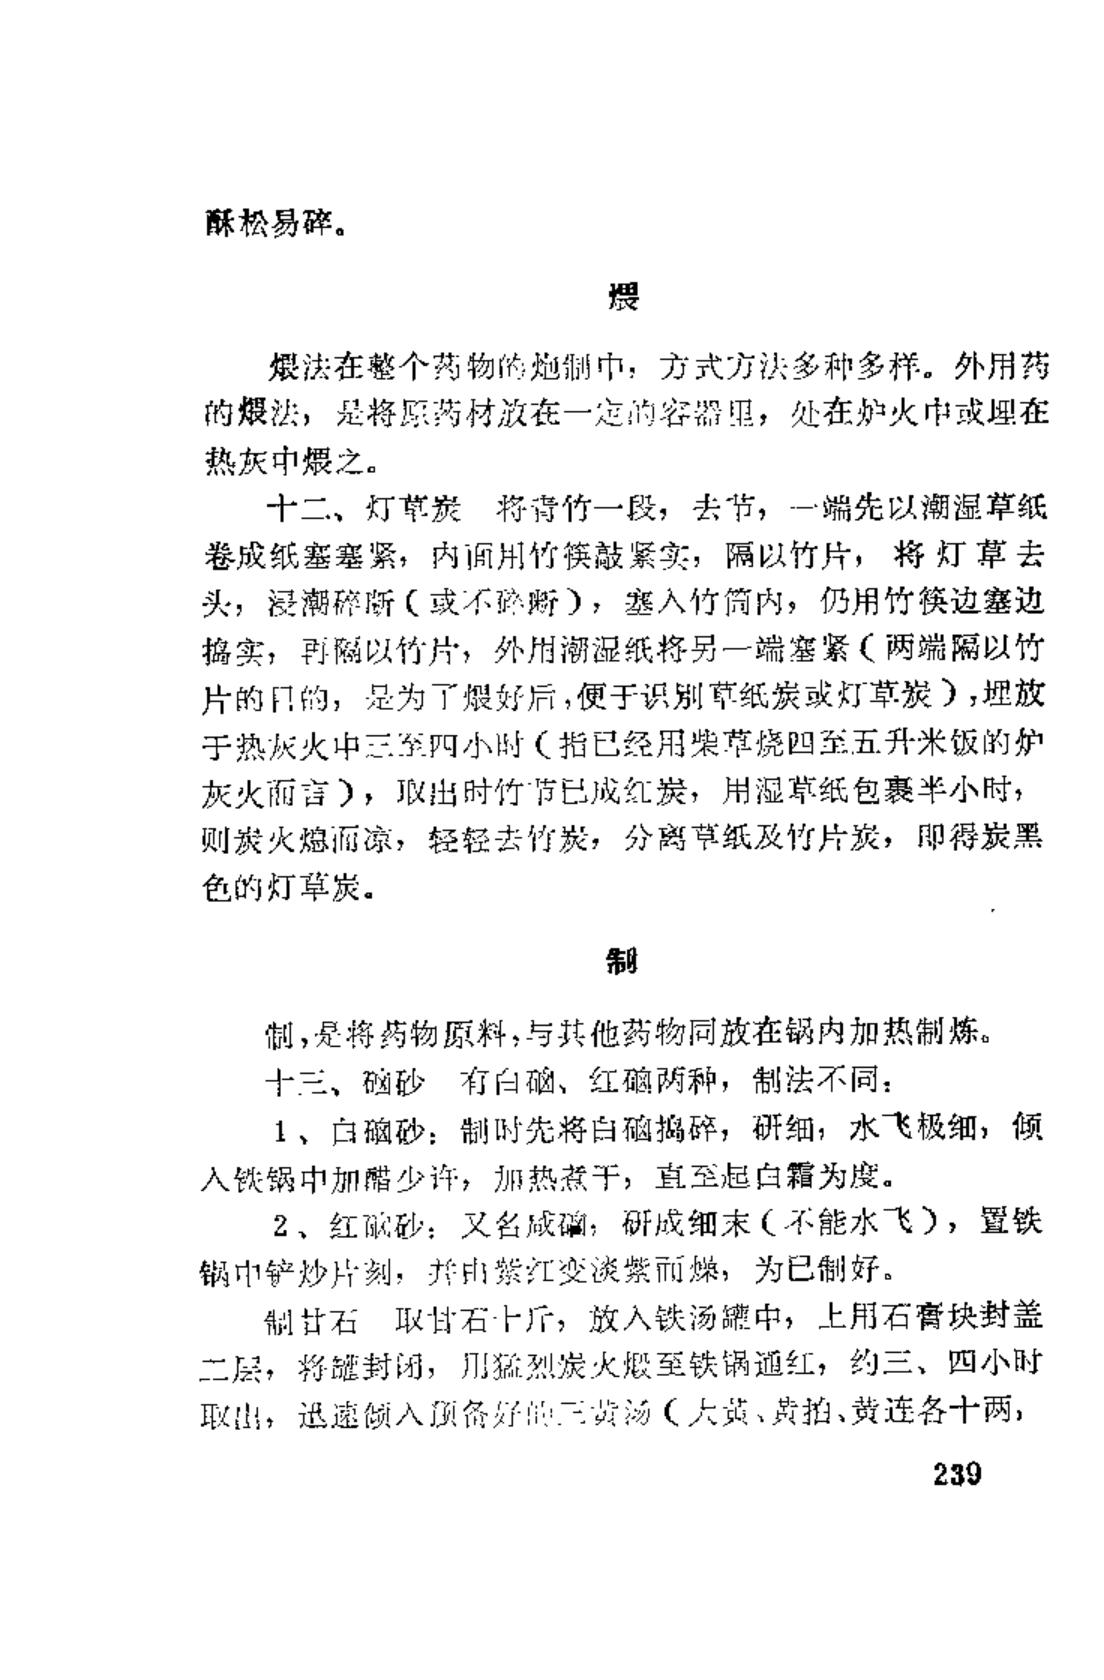 酥松易碎。
煨
煨法在整个药物的炮制中，方式方法多种多样。外用药
的煨法，是将原药材放在一定的容器里，处在炉火中或埋在
热灰中煨之。
十二、灯草炭　将青竹一段，去节，一端先以潮湿草纸
卷成纸塞塞紧，内面用竹筷敲紧实，隔以竹片，将灯草去
头，浸潮碎断（或不碎断），塞入竹筒内，仍用竹筷边塞边
捣实，再隔以竹片，外用潮湿纸将另一端塞紧（两端隔以竹
片的目的，是为了煨好后，便于识别草纸炭或灯草炭），埋放
于热灰火中三至四小时（指已经用柴草烧四至五升米饭的炉
灰火而言），取出时竹节已成红炭，用湿草纸包裹半小时，
则炭火熄而凉，轻轻去竹炭，分离草纸及竹片炭，即得炭黑
色的灯草炭。
制
制，是将药物原料，与其他药物同放在锅内加热制炼。
十三、硇砂　有白硇、红硇两种，制法不同：
1、白硇砂：制时先将白硇捣碎，研细，水飞极细，倾
入铁锅中加醋少许，加热煮干，直至起白霜为度。
2、红硇砂：又名咸硇，研成细末（不能水飞），置铁
锅中铲炒片刻，并由紫红变淡紫而燥，为已制好。
制甘石　取甘石十斤，放入铁汤罐中，上用石膏块封盖
二层，将罐封闭，用猛烈炭火煅至铁锅通红，约三、四小时
取出，迅速倾入预备好的三黄汤（大黄、黄柏、黄连各十两，
239